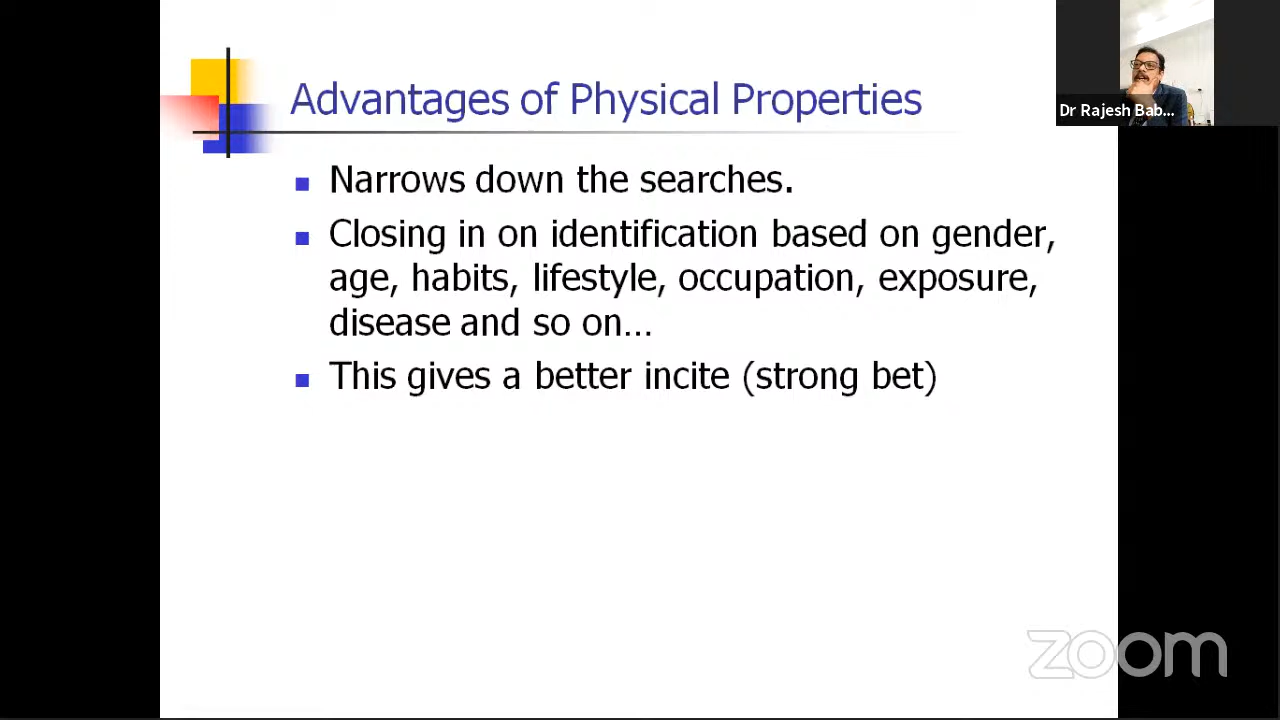 Advantages of Physical Properties
Dr Rajesh Bab...
Narrows down the searches.
Closing in on identification based on gender,
age, habits, lifestyle, occupation, exposure,
disease and so on...
This gives a better incite (strong bet)
zoom